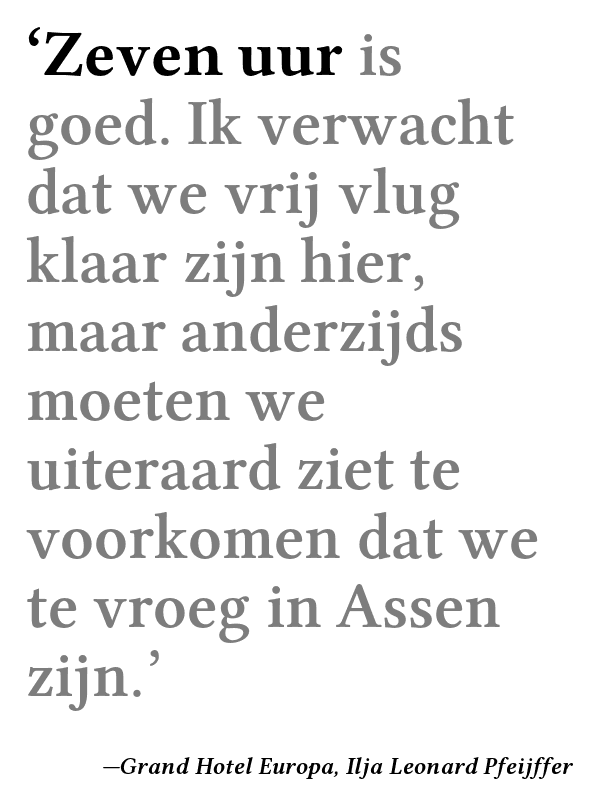 ‘Zeven uur is
goed. Ik verwacht
dat we vrij vlug
klaar zijn hier,
maar anderzijds
moeten we
uiteraard ziet te
voorkomen dat we
te vroeg in Assen
zijn.’
—Grand Hotel Europa, Ilja Leonard Pfeijffer